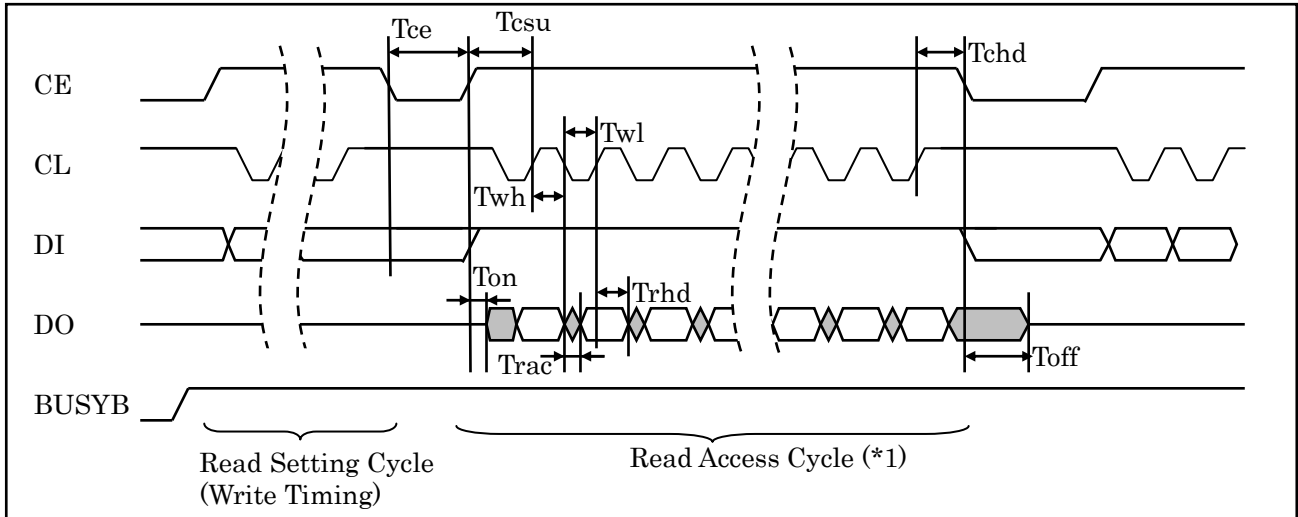 Tce Tcsu
Tchd
CE
Twl
CL
Twh
DI
Ton
Trhd
DO
Trac
Toff
BUSYB
Read Setting Cycle
(Write Timing)
Read Access Cycle (*1)